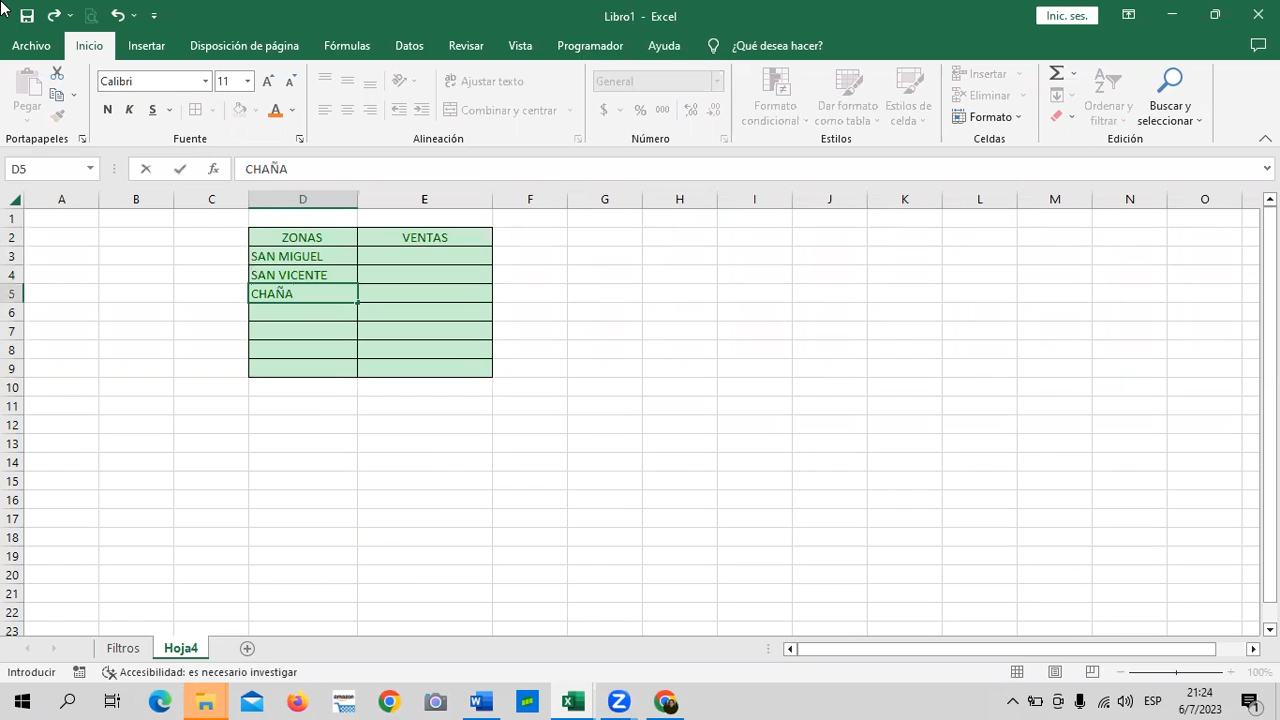 Libro1 - Excel
Inic. ses.
Archivo Inicio Insertar Disposición de página Fórmulas Datos Revisar Vista Programador Ayuda ¿Qué desea hacer?
Pegar
Calibri 11
N K S
Ajustar texto
Combinar y centrar
General
$ % 000
Formato condicional
Dar formato como tabla
Estilos de celda
Insertar
Eliminar
Formato
Ordenar y filtrar
Buscar y seleccionar
Portapapeles Fuente Alineación Número Estilos Celdas Edición
D5 fx CHAÑA
A B C D E F G H I J K L M N O
1
2 ZONAS VENTAS
3 SAN MIGUEL
4 SAN VICENTE
5 CHAÑA
6
7
8
9
10
11
12
13
14
15
16
17
18
19
20
21
22
23
Filtros Hoja4
Introducir Accesibilidad: es necesario investigar 100%
ESP 21:24
6/7/2023